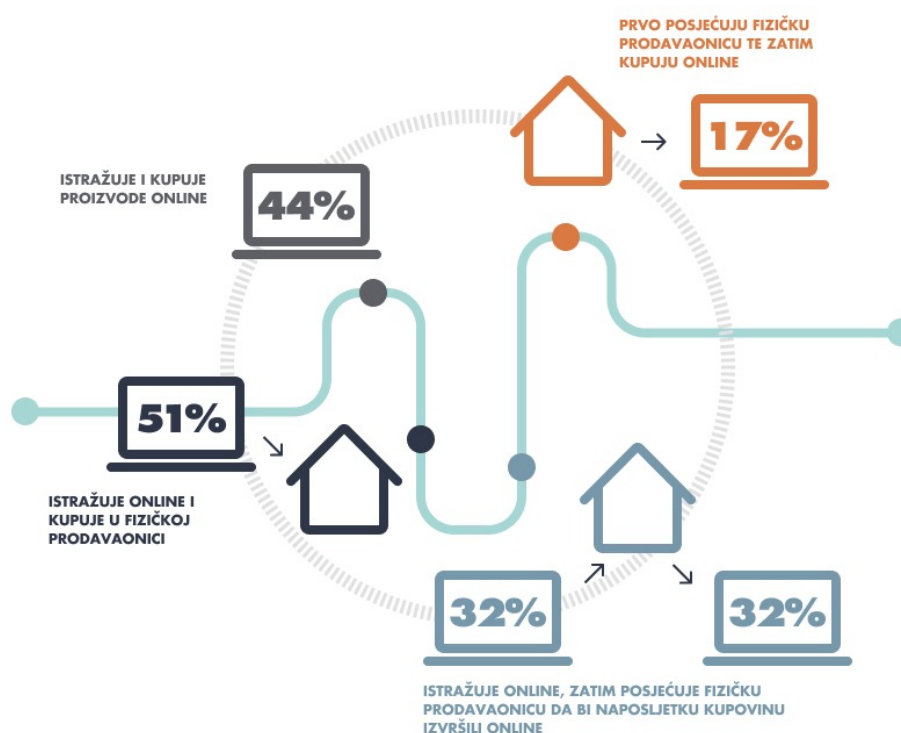 PRVO POSJEĆUJU FIZIČKU
PRODAVAONICU TE ZATIM
KUPUJU ONLINE
17%
ISTRAŽUJE I KUPUJE
PROIZVODE ONLINE
44%
51%
ISTRAŽUJE ONLINE I
KUPUJE U FIZIČKOJ
PRODAVAONICI
32%
32%
ISTRAŽUJE ONLINE, ZATIM POSJEĆUJE FIZIČKU
PRODAVAONICU DA BI NAPOSLJETKU KUPOVINU
IZVRŠILI ONLINE